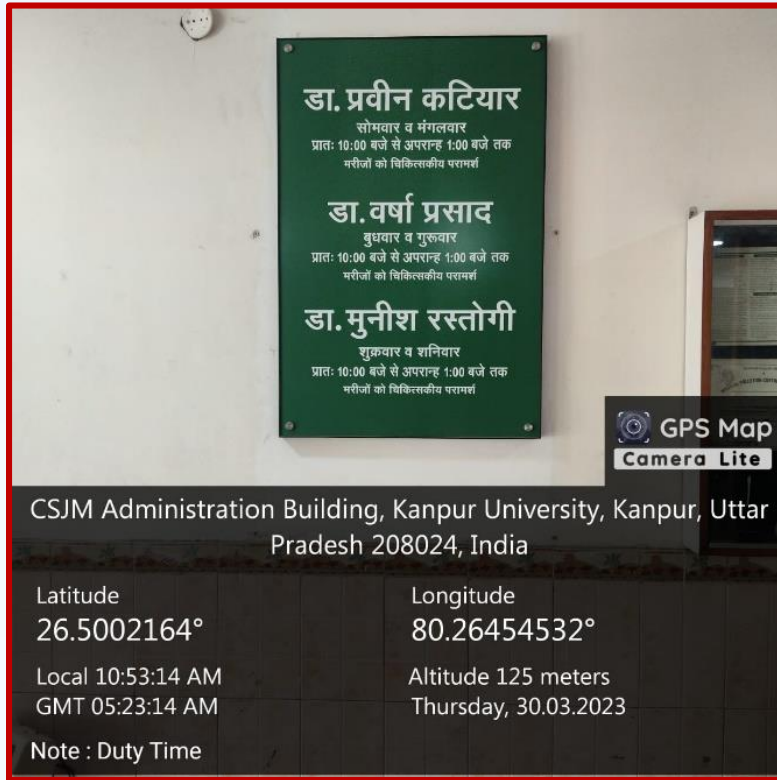 डा. प्रवीन कटियार
सोमवार व मंगलवार
प्रातः 10:00 बजे से अपरान्ह 1:00 बजे तक
मरीजों को चिकित्सकीय परामर्श
डा. वर्षा प्रसाद
बुधवार व गुरूवार
प्रातः 10:00 बजे से अपरान्ह 1:00 बजे तक
मरीजों को चिकित्सकीय परामर्श
डा. मुनीश रस्तोगी
शुक्रवार व शनिवार
प्रातः 10:00 बजे से अपरान्ह 1:00 बजे तक
मरीजों को चिकित्सकीय परामर्श
GPS Map
Camera Lite
CSJM Administration Building, Kanpur University, Kanpur, Uttar
Pradesh 208024, India
Latitude
26.5002164°
Longitude
80.26454532°
Local 10:53:14 AM
GMT 05:23:14 AM
Altitude 125 meters
Thursday, 30.03.2023
Note : Duty Time